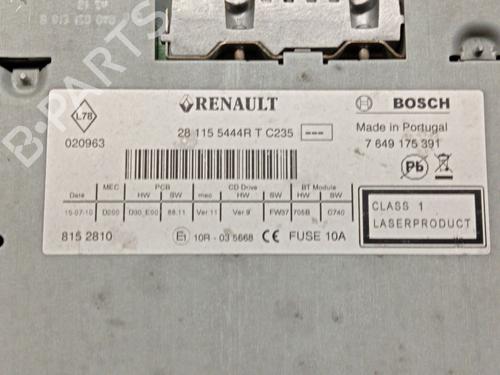 B-PARTS
L78
020963
RENAULT
28 115 5444R T C235 ---
BOSCH
Made in Portugal
7 649 175 391
Pb
Date MEC PCB CD Drive BT Module
HW SW mec HW SW HW SW
15-07-10 D200 D30_E00 88.11 Ver.11 Ver.9 FW37 705B C740
CLASS 1
LASERPRODUCT
815 2810
E1 10R - 03 5668 CE FUSE 10A